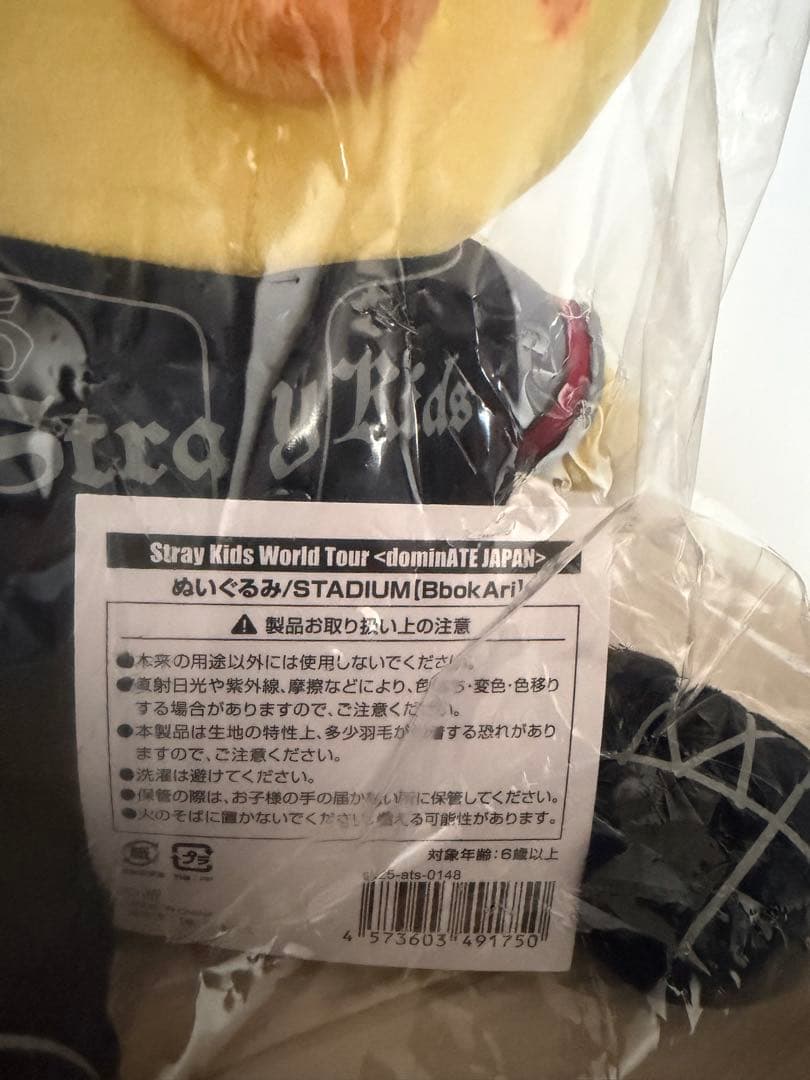 Stray Kids
Stray Kids World Tour <dominATE JAPAN>
ぬいぐるみ/STADIUM[BbokAri]
製品お取り扱い上の注意
●本来の用途以外には使用しないでください。
●直射日光や紫外線、摩擦などにより、色・変色・色移り
する場合がありますので、ご注意ください。
●本製品は生地の特性上、多少羽毛が着する恐れがあり
ますので、ご注意ください。
●洗濯は避けてください。
●保管の際は、お子様の手の届かない所に保管してください。
●火のそばに置かないでください。燃える可能性があります。
対象年齢:6歳以上
25-ats-0148
プラ
4 573603 491750